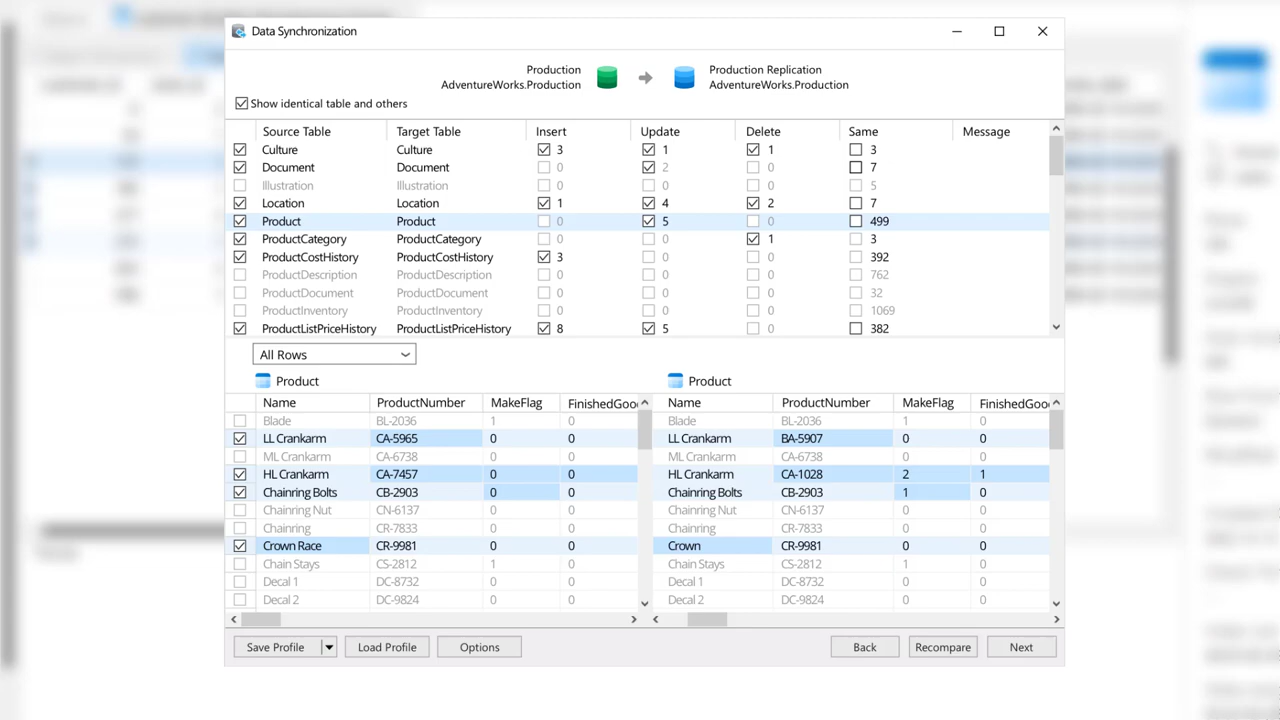 Data Synchronization
Production
AdventureWorks.Production
Production Replication
AdventureWorks.Production
Show identical table and others
Source Table Target Table Insert Update Delete Same Message
Culture Culture 3 1 1 3
Document Document 0 2 0 7
Illustration Illustration 0 0 0 5
Location Location 1 4 2 7
Product Product 0 5 0 499
ProductCategory ProductCategory 0 0 1 3
ProductCostHistory ProductCostHistory 3 0 0 392
ProductDescription ProductDescription 0 0 0 762
ProductDocument ProductDocument 0 0 0 32
ProductInventory ProductInventory 0 0 0 1069
ProductListPriceHistory ProductListPriceHistory 8 5 0 382
All Rows
Product Product
Name ProductNumber MakeFlag FinishedGoo Name ProductNumber MakeFlag FinishedGoo
Blade BL-2036 1 0 Blade BL-2036 1 0
LL Crankarm CA-5965 0 0 LL Crankarm BA-5907 0 0
ML Crankarm CA-6738 0 0 ML Crankarm CA-6738 0 0
HL Crankarm CA-7457 0 0 HL Crankarm CA-1028 2 1
Chainring Bolts CB-2903 0 0 Chainring Bolts CB-2903 1 0
Chainring Nut CN-6137 0 0 Chainring Nut CN-6137 0 0
Chainring CR-7833 0 0 Chainring CR-7833 0 0
Crown Race CR-9981 0 0 Crown CR-9981 0 0
Chain Stays CS-2812 1 0 Chain Stays CS-2812 1 0
Decal 1 DC-8732 0 0 Decal 1 DC-8732 0 0
Decal 2 DC-9824 0 0 Decal 2 DC-9824 0 0
Save Profile Load Profile Options Back Recompare Next